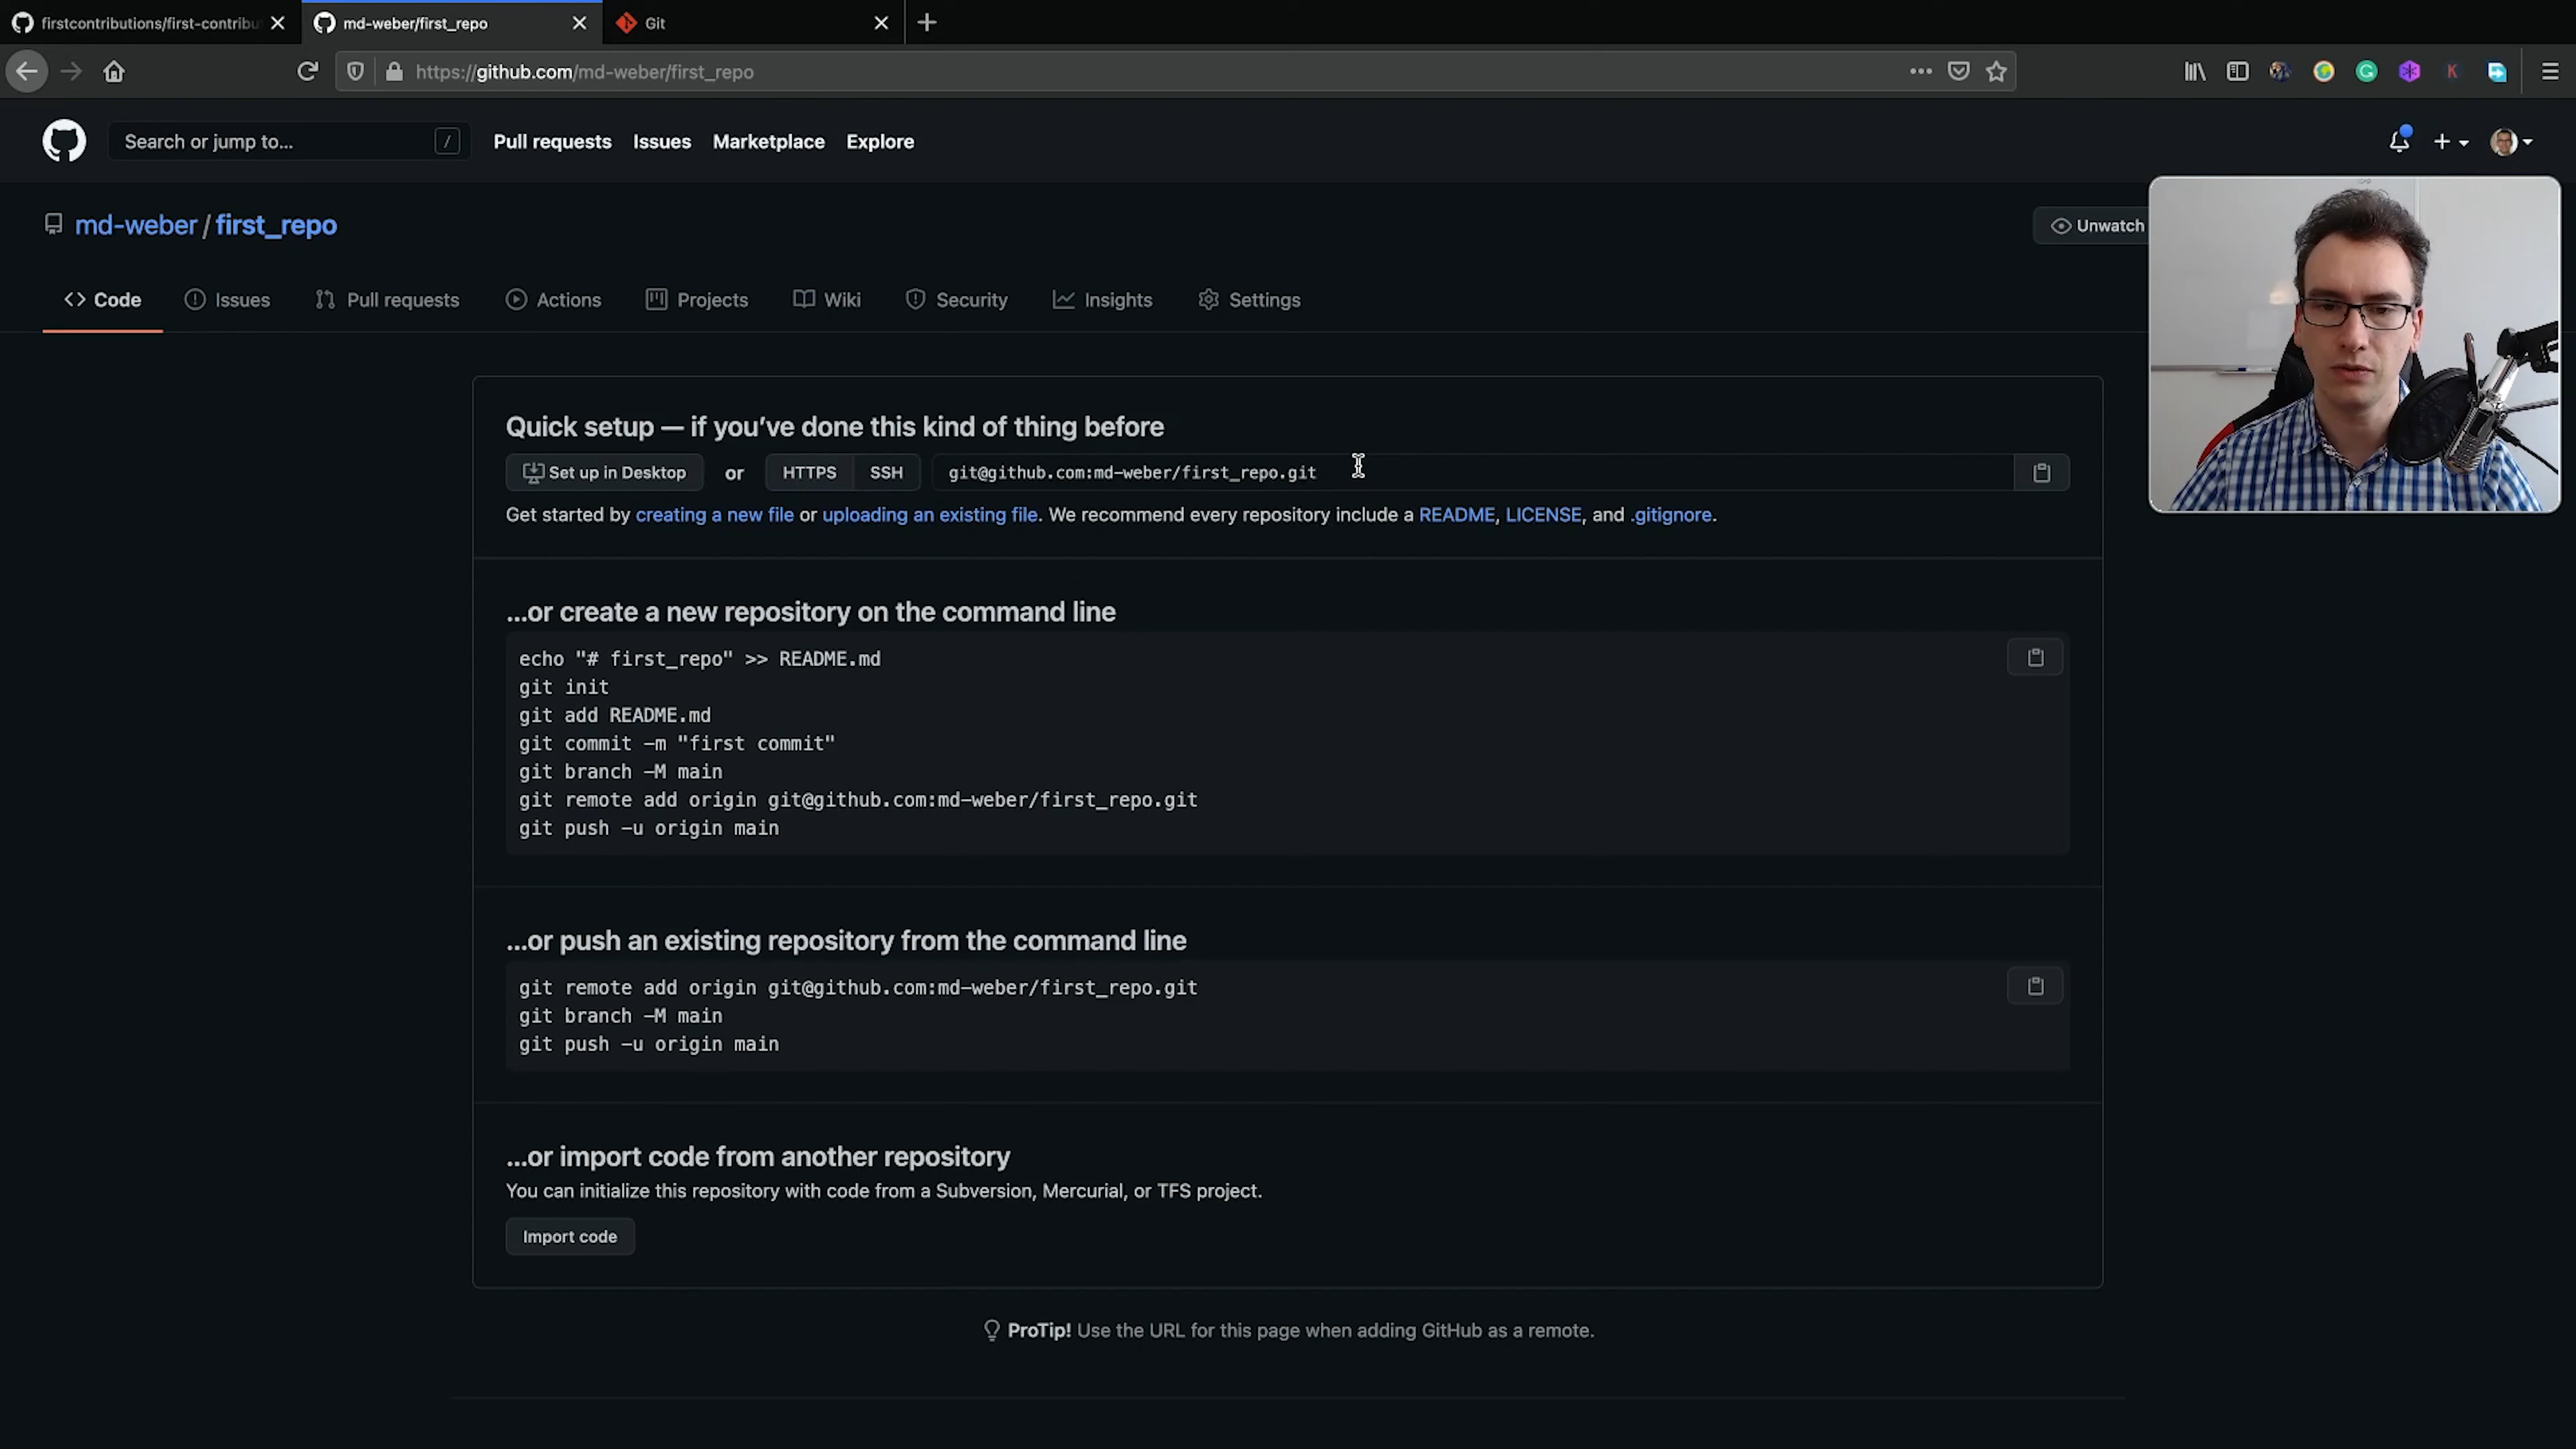 firstcontributions/first-contribu
md-weber/first_repo
Git
https://github.com/md-weber/first_repo
Search or jump to...
/
Pull requests
Issues
Marketplace
Explore
md-weber / first_repo
Unwatch
Code
Issues
Pull requests
Actions
Projects
Wiki
Security
Insights
Settings
Quick setup — if you've done this kind of thing before
Set up in Desktop
or
HTTPS
SSH
git@github.com:md-weber/first_repo.git
Get started by creating a new file or uploading an existing file. We recommend every repository include a README, LICENSE, and .gitignore.
...or create a new repository on the command line
echo "# first_repo" >> README.md
git init
git add README.md
git commit -m "first commit"
git branch -M main
git remote add origin git@github.com:md-weber/first_repo.git
git push -u origin main
...or push an existing repository from the command line
git remote add origin git@github.com:md-weber/first_repo.git
git branch -M main
git push -u origin main
...or import code from another repository
You can initialize this repository with code from a Subversion, Mercurial, or TFS project.
Import code
ProTip! Use the URL for this page when adding GitHub as a remote.